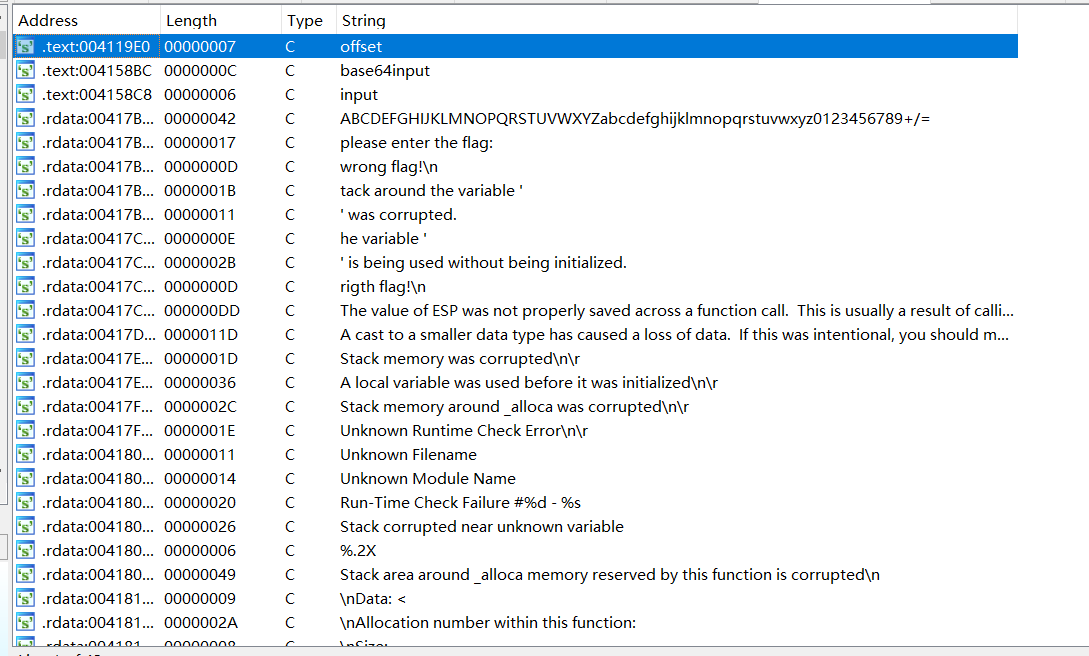 Address Length Type String
.text:004119E0 00000007 C offset
.text:004158BC 0000000C C base64input
.text:004158C8 00000006 C input
.rdata:00417B... 00000042 C ABCDEFGHIJKLMNOPQRSTUVWXYZabcdefghijklmnopqrstuvwxyz0123456789+/=
.rdata:00417B... 00000017 C please enter the flag:
.rdata:00417B... 0000000D C wrong flag!\n
.rdata:00417B... 0000001B C tack around the variable '
.rdata:00417B... 00000011 C ' was corrupted.
.rdata:00417C... 0000000E C he variable '
.rdata:00417C... 0000002B C ' is being used without being initialized.
.rdata:00417C... 0000000D C rigth flag!\n
.rdata:00417C... 000000DD C The value of ESP was not properly saved across a function call.  This is usually a result of calli...
.rdata:00417D... 0000011D C A cast to a smaller data type has caused a loss of data.  If this was intentional, you should m...
.rdata:00417E... 0000001D C Stack memory was corrupted\n\r
.rdata:00417E... 00000036 C A local variable was used before it was initialized\n\r
.rdata:00417F... 0000002C C Stack memory around _alloca was corrupted\n\r
.rdata:00417F... 0000001E C Unknown Runtime Check Error\n\r
.rdata:004180... 00000011 C Unknown Filename
.rdata:004180... 00000014 C Unknown Module Name
.rdata:004180... 00000020 C Run-Time Check Failure #%d - %s
.rdata:004180... 00000026 C Stack corrupted near unknown variable
.rdata:004180... 00000006 C %.2X
.rdata:004180... 00000049 C Stack area around _alloca memory reserved by this function is corrupted\n
.rdata:004181... 00000009 C \nData: <
.rdata:004181... 0000002A C \nAllocation number within this function:
.rdata:004181... 00000008 C \nSize: